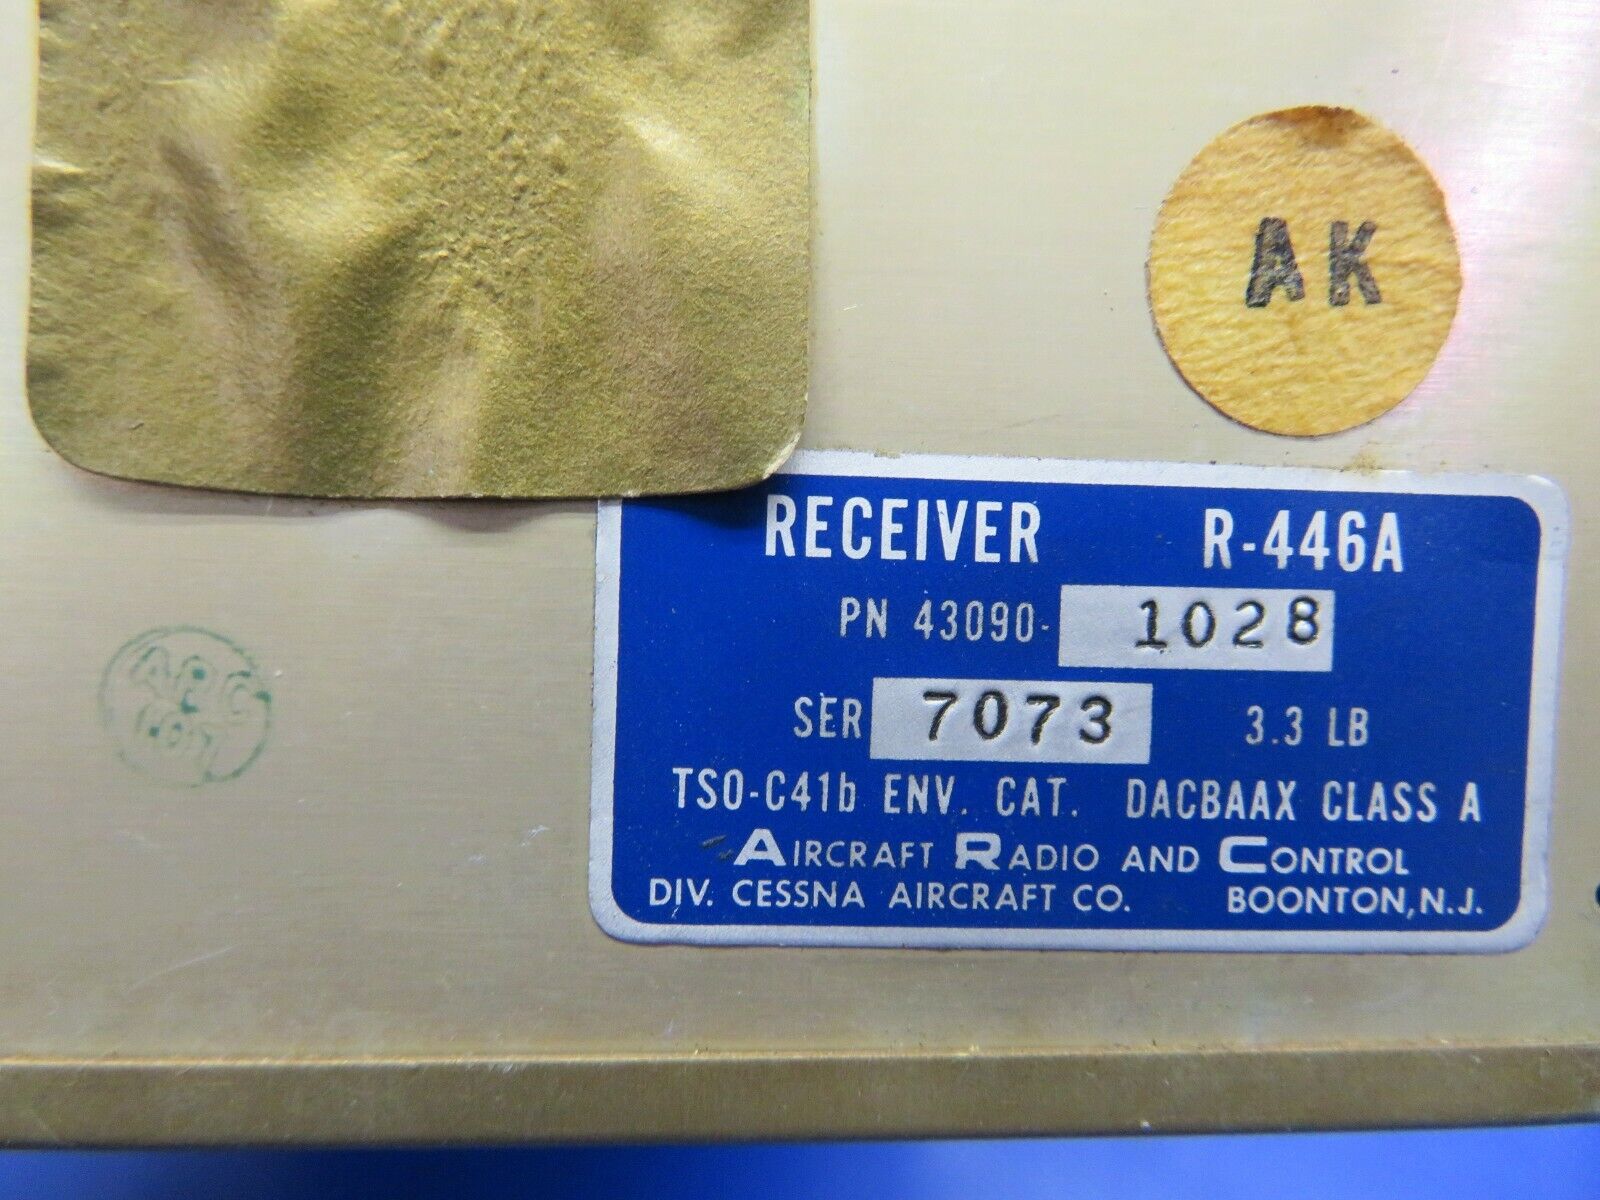 AK
RECEIVER R-446A
PN 43090- 1028
SER 7073 3.3 LB
TSO-C41b ENV. CAT. DACBAAX CLASS A
AIRCRAFT RADIO AND CONTROL
DIV. CESSNA AIRCRAFT CO. BOONTON, N.J.
ARC